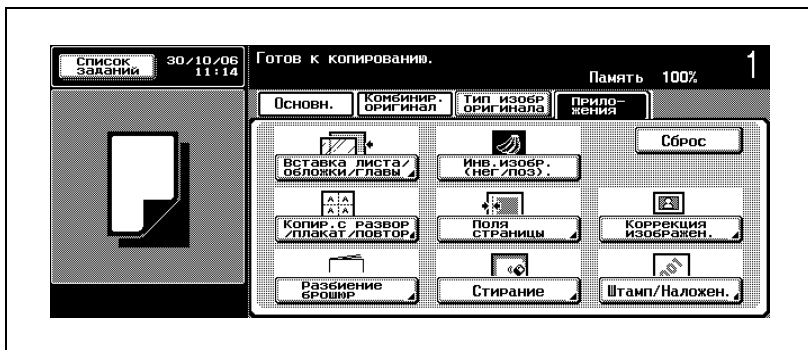 Список заданий
30/10/06
11:14
Готов к копированию.
Память 100%
1
Основн.
Комбинир. оригинал
Тип изобр оригинала
Прило-
жения
Вставка листа/
обложки/главы
Инв.изобр.
(нег/поз).
Сброс
Копир.с развор
/плакат/повтор
Поля
страницы
Коррекция
изображен.
Разбиение
брошюр
Стирание
Штамп/Наложен.